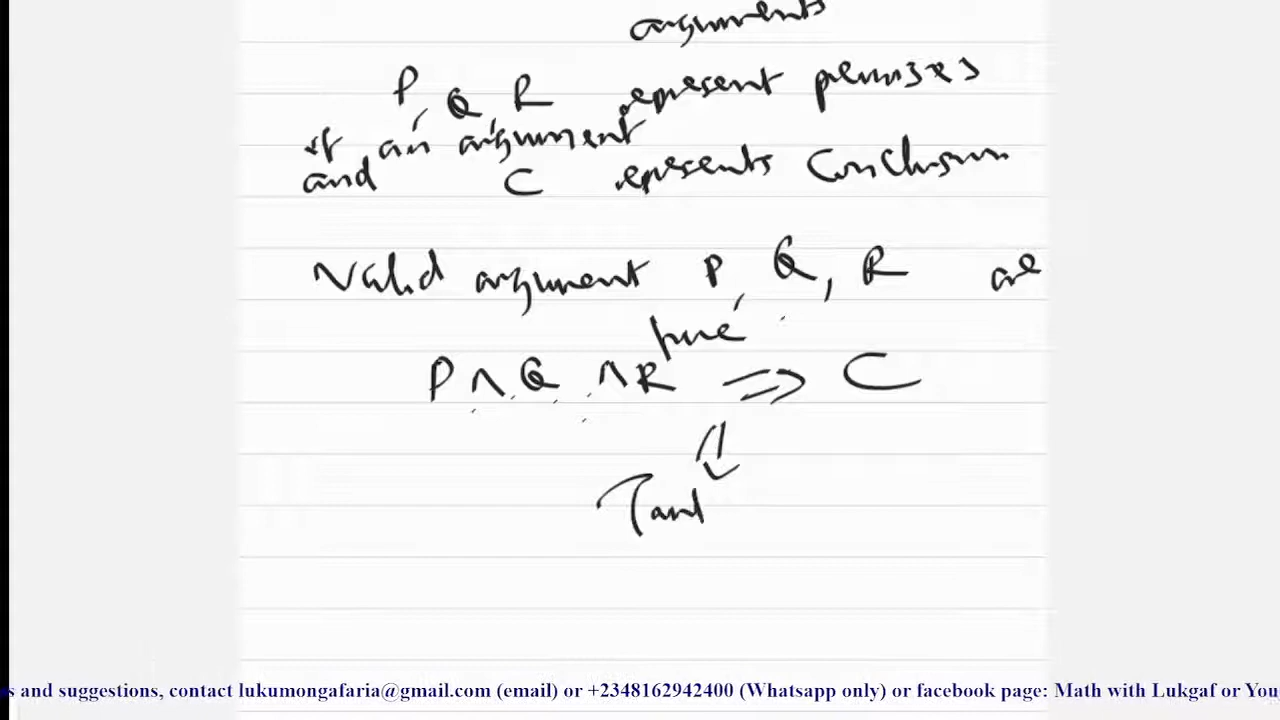 arguments
P, Q, R represent premises
of an argument
and C represents Conclusion
Valid argument P, Q, R are
true
P ∧ Q ∧ R ⇒ C
⇓
Taut
s and suggestions, contact lukumongafaria@gmail.com (email) or +2348162942400 (Whatsapp only) or facebook page: Math with Lukgaf or You